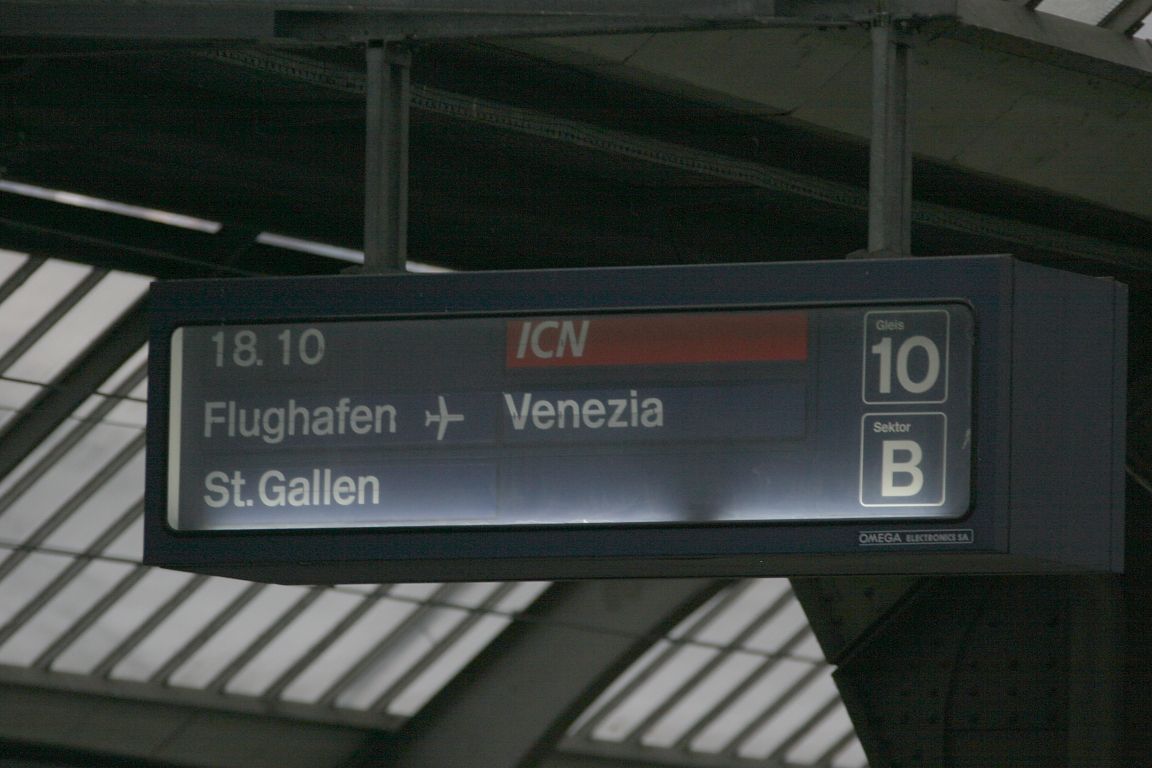 18. 10 ICN
Flughafen Venezia
St. Gallen
Gleis
10
Sektor
B
OMEGA ELECTRONICS SA